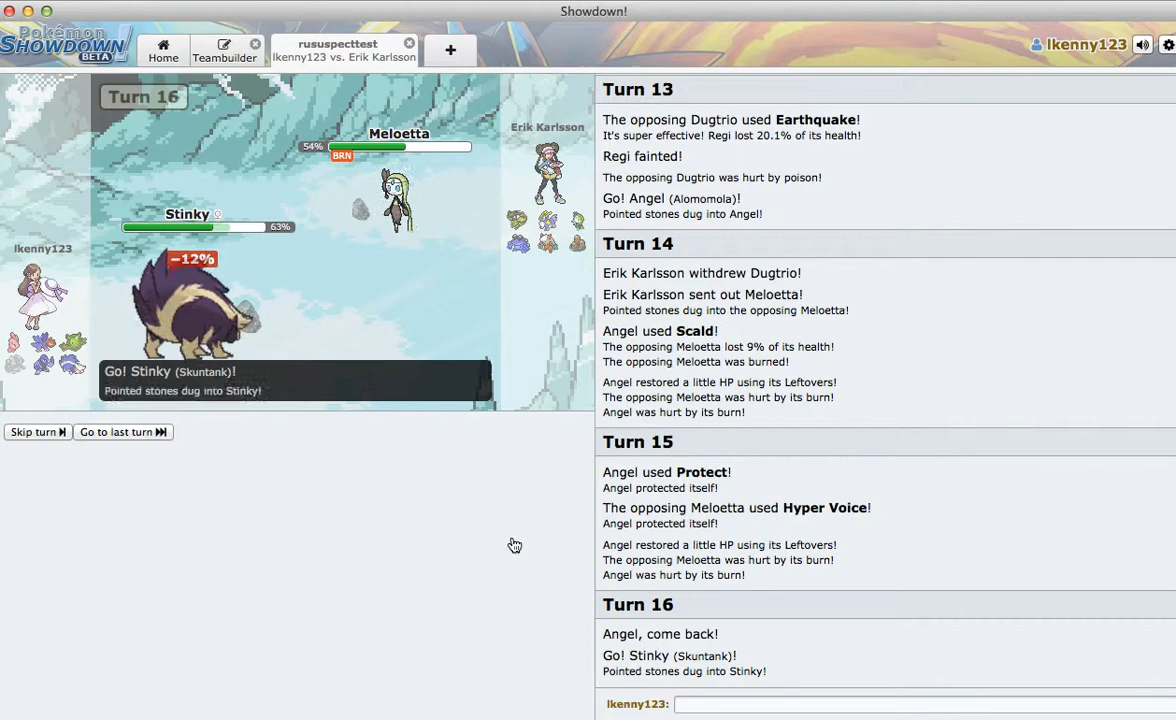 Showdown!
Pokémon
SHOWDOWN
BETA
Home
Teambuilder
rususpecttest
lkenny123 vs. Erik Karlsson
+
lkenny123
Turn 16
Meloetta
54%
BRN
Erik Karlsson
Stinky ♀
63%
lkenny123
−12%
Go! Stinky (Skuntank)!
Pointed stones dug into Stinky!
Skip turn
Go to last turn
Turn 13
The opposing Dugtrio used Earthquake!
It's super effective! Regi lost 20.1% of its health!
Regi fainted!
The opposing Dugtrio was hurt by poison!
Go! Angel (Alomomola)!
Pointed stones dug into Angel!
Turn 14
Erik Karlsson withdrew Dugtrio!
Erik Karlsson sent out Meloetta!
Pointed stones dug into the opposing Meloetta!
Angel used Scald!
The opposing Meloetta lost 9% of its health!
The opposing Meloetta was burned!
Angel restored a little HP using its Leftovers!
The opposing Meloetta was hurt by its burn!
Angel was hurt by its burn!
Turn 15
Angel used Protect!
Angel protected itself!
The opposing Meloetta used Hyper Voice!
Angel protected itself!
Angel restored a little HP using its Leftovers!
The opposing Meloetta was hurt by its burn!
Angel was hurt by its burn!
Turn 16
Angel, come back!
Go! Stinky (Skuntank)!
Pointed stones dug into Stinky!
lkenny123: